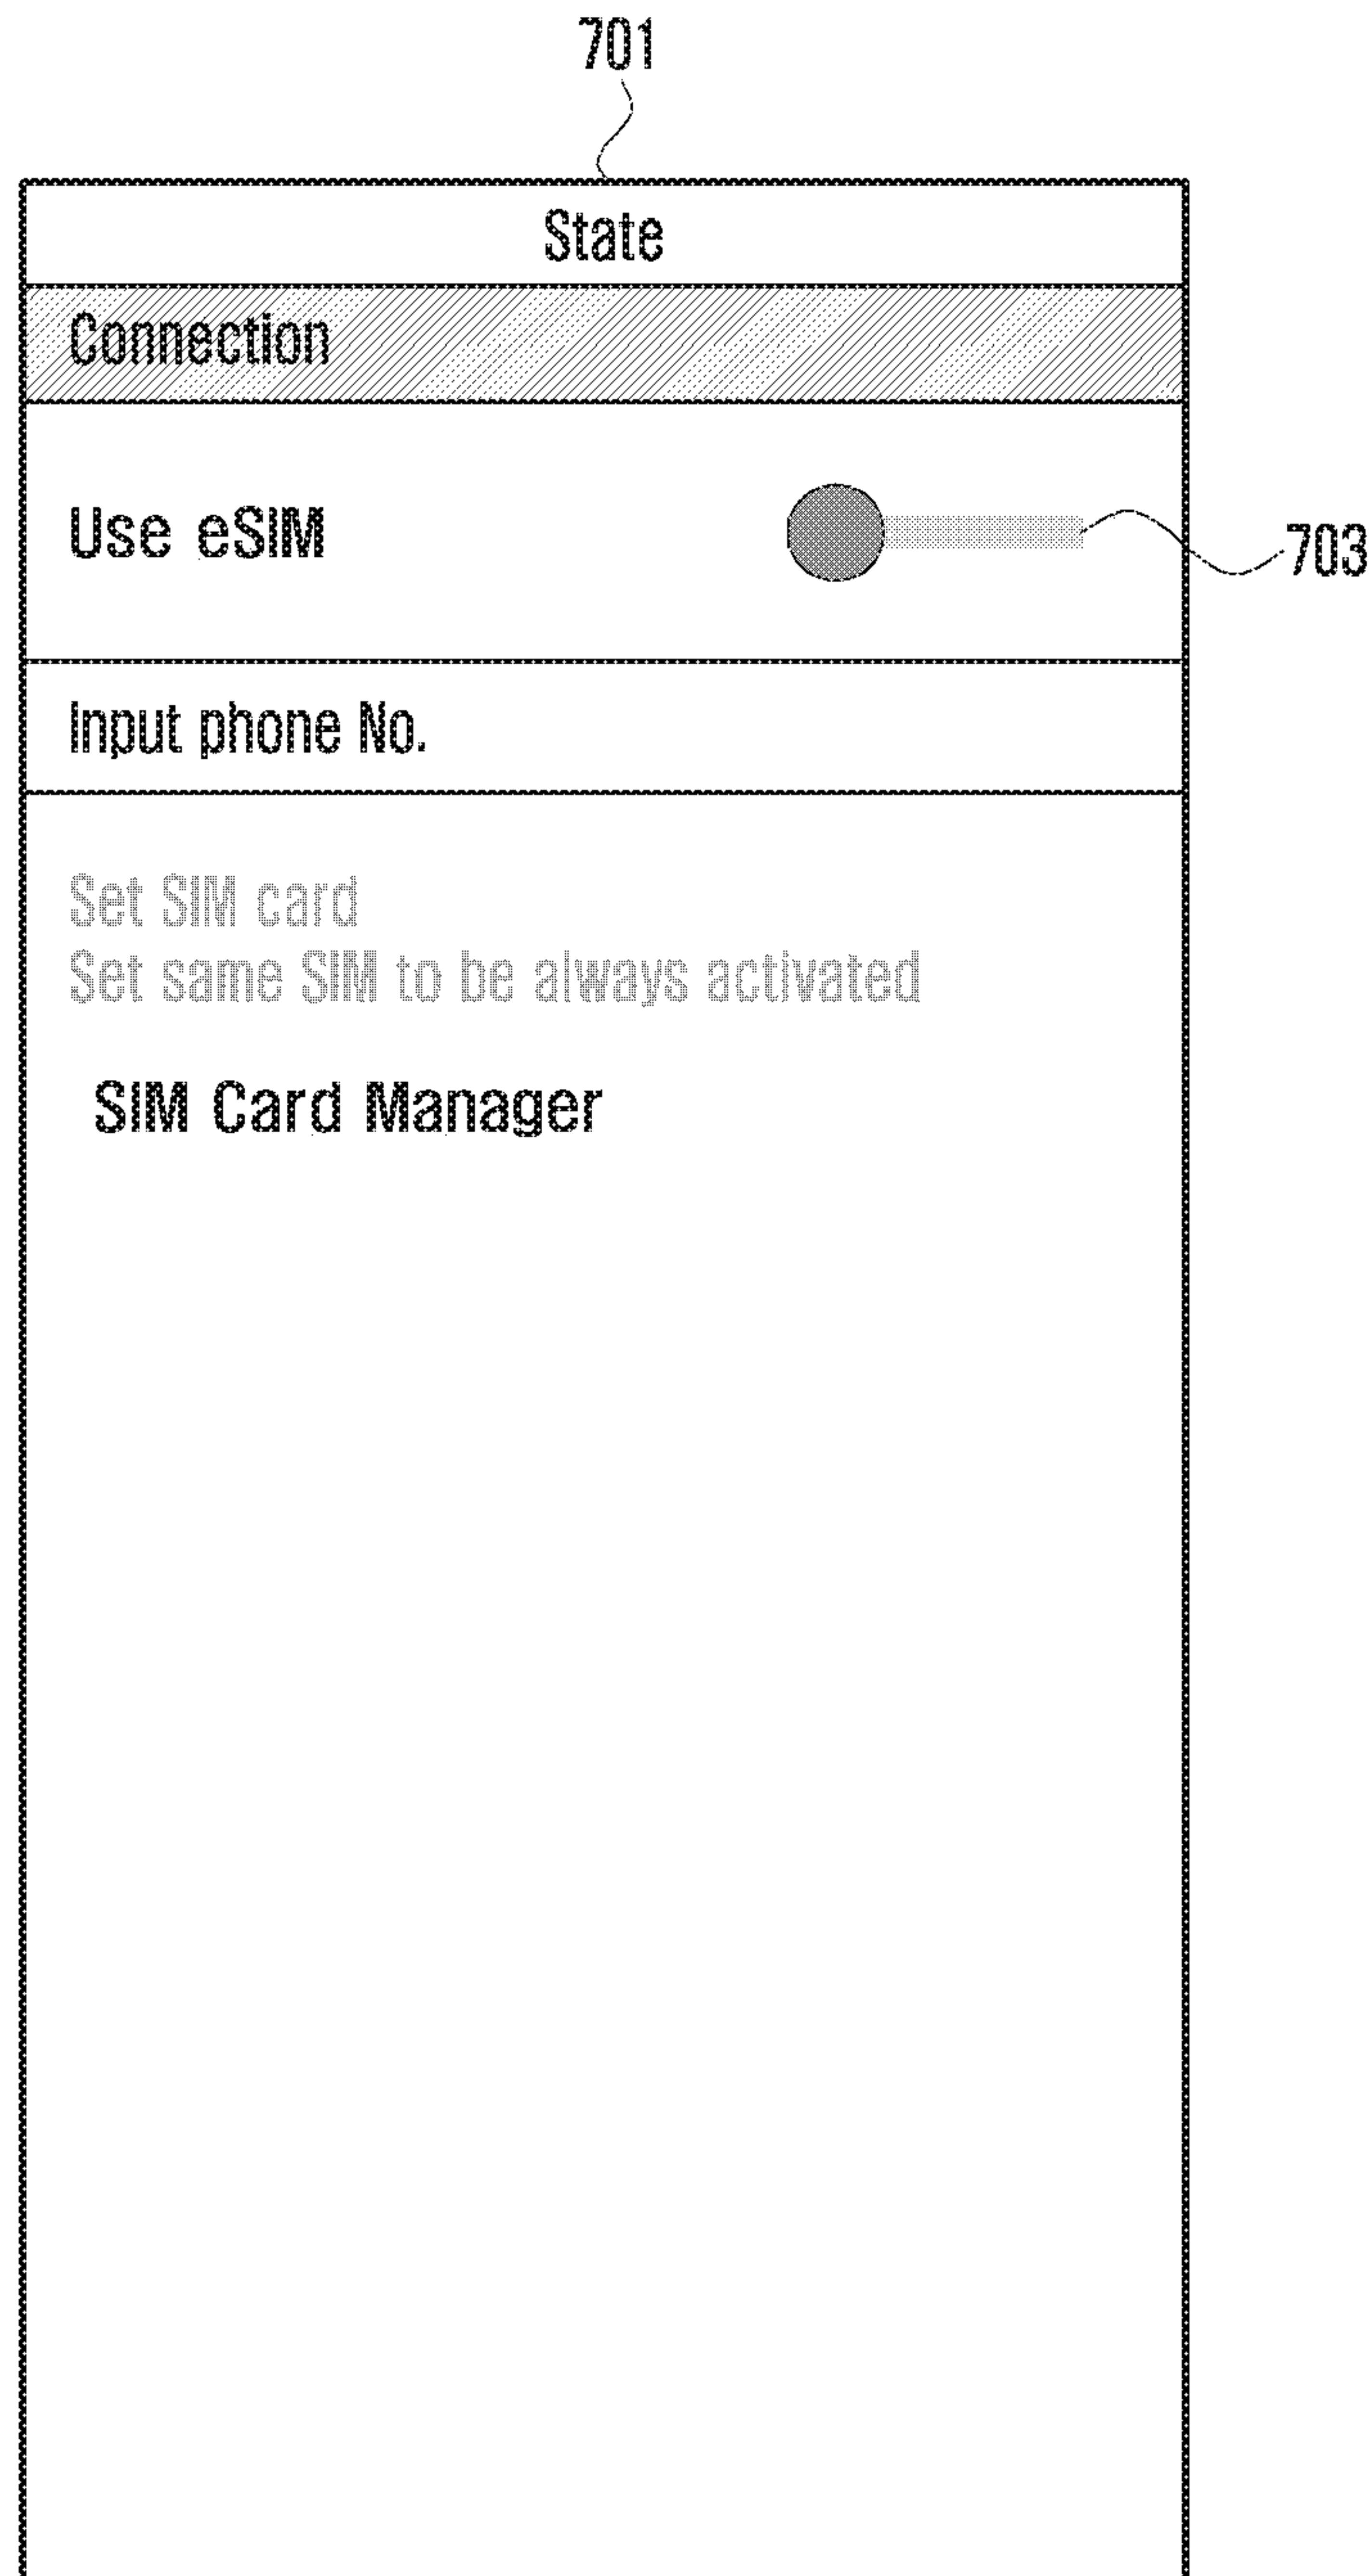 701
State
Connection
Use eSIM
703
Input phone No.
Set SIM card
Set same SIM to be always activated
SIM Card Manager